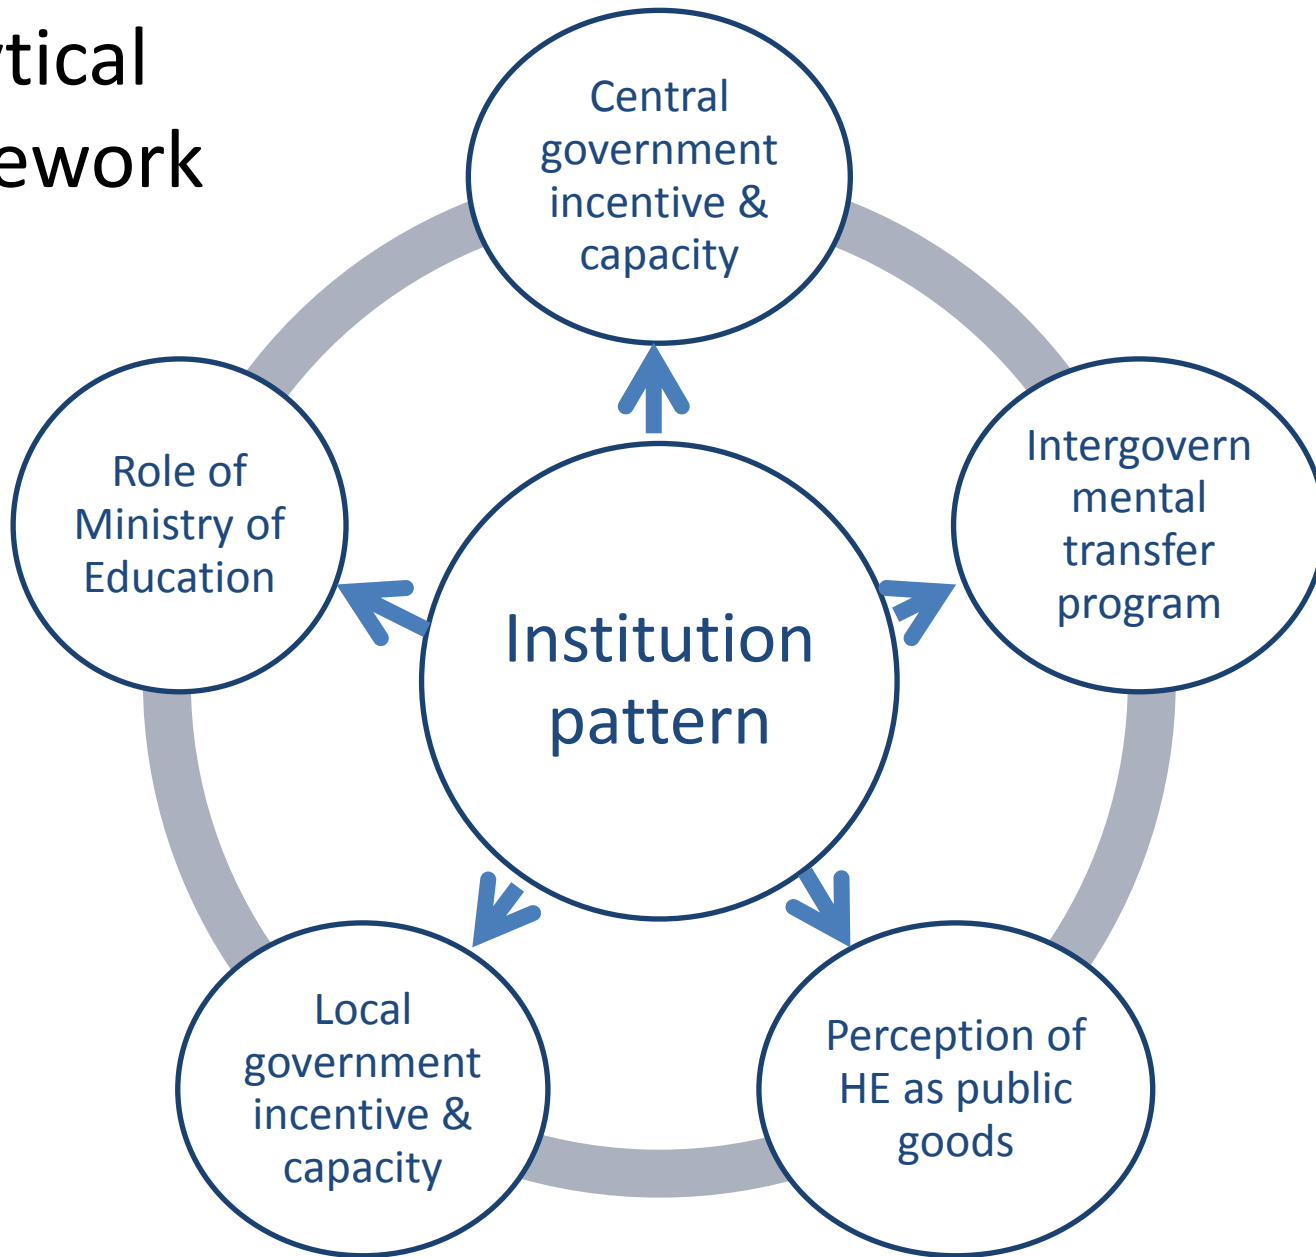 ytical
ework
Central
government
incentive &
capacity
Role of
Ministry of
Education
Intergovern
mental
transfer
program
Institution
pattern
Local
government
incentive &
capacity
Perception of
HE as public
goods